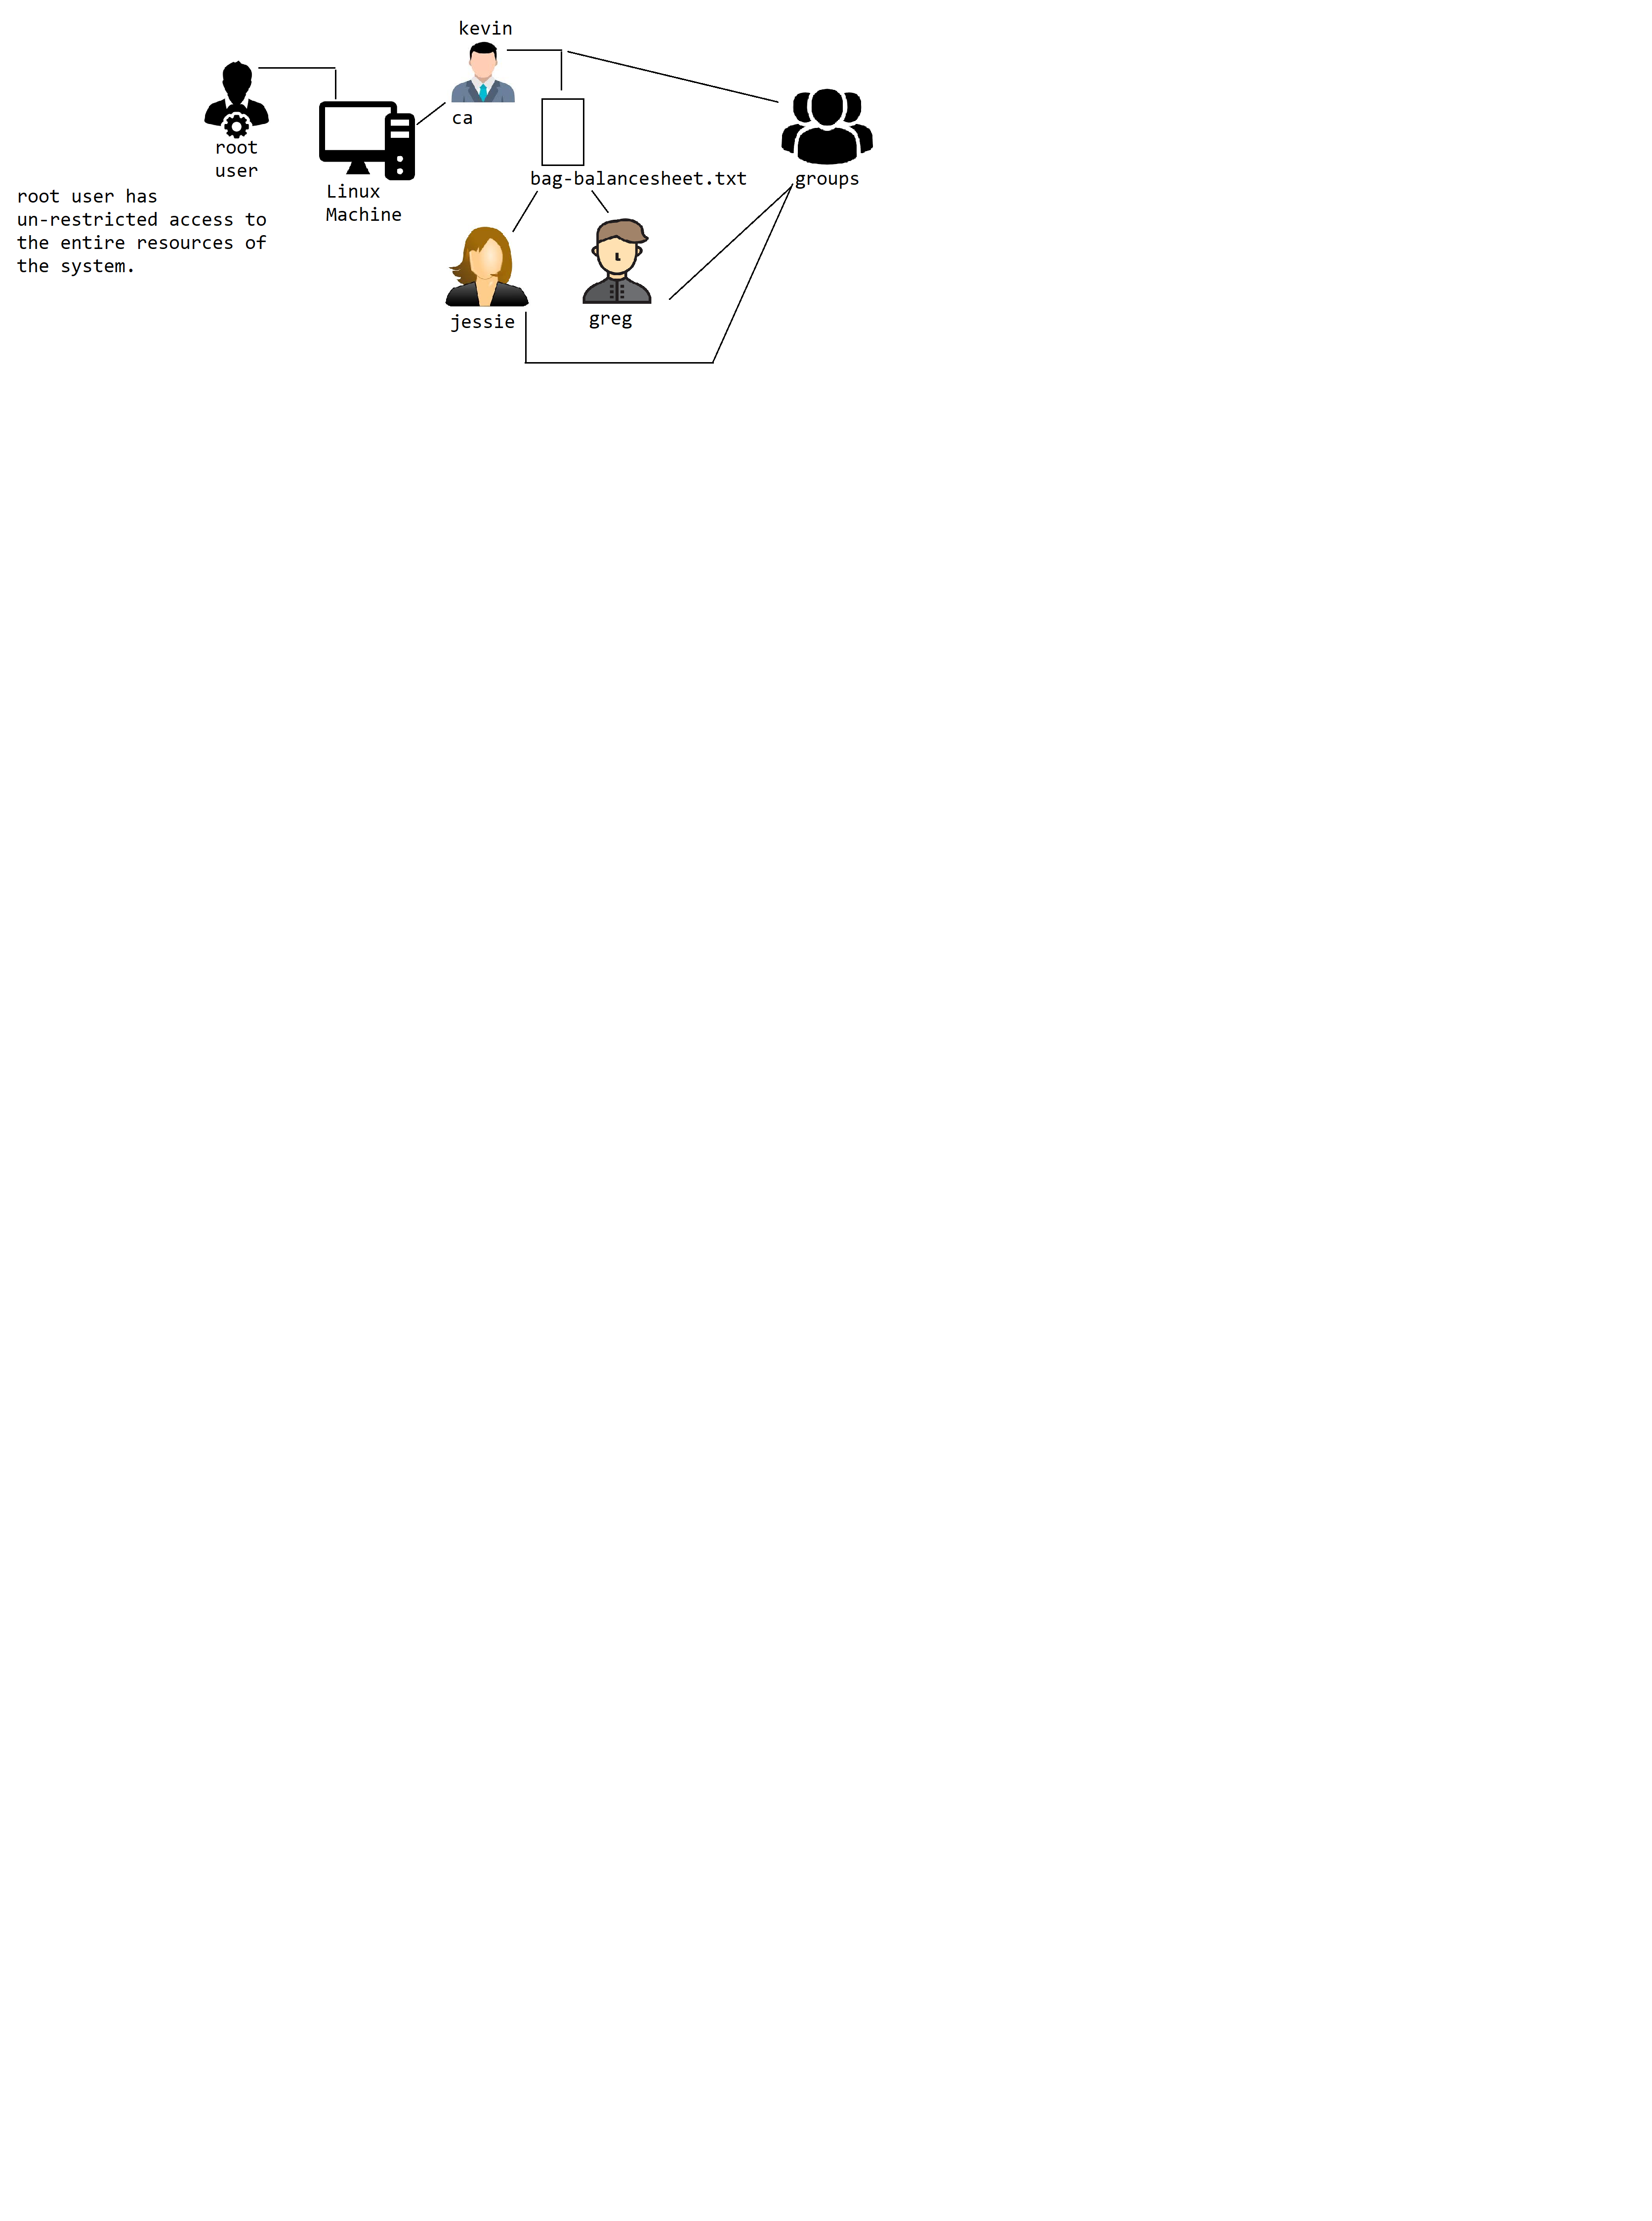 kevin
root
user
ca
Linux
Machine
bag-balancesheet.txt
groups
root user has
un-restricted access to
the entire resources of
the system.
jessie
greg